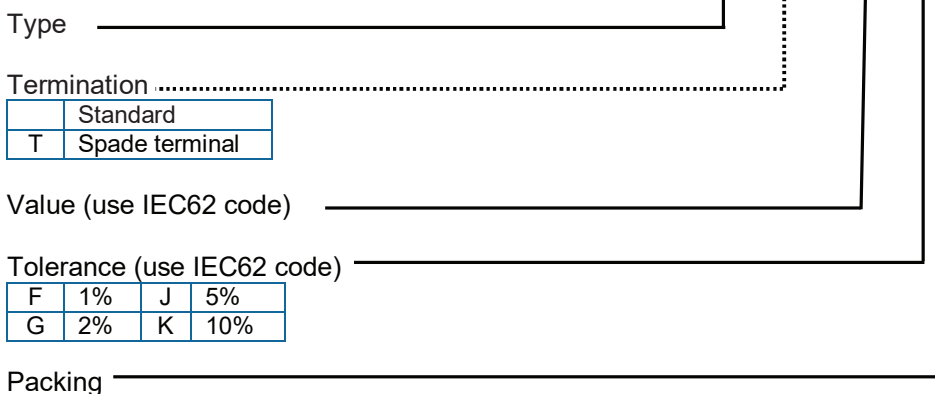 Type
Termination
Standard
T Spade terminal
Value (use IEC62 code)
Tolerance (use IEC62 code)
F 1% J 5%
G 2% K 10%
Packing